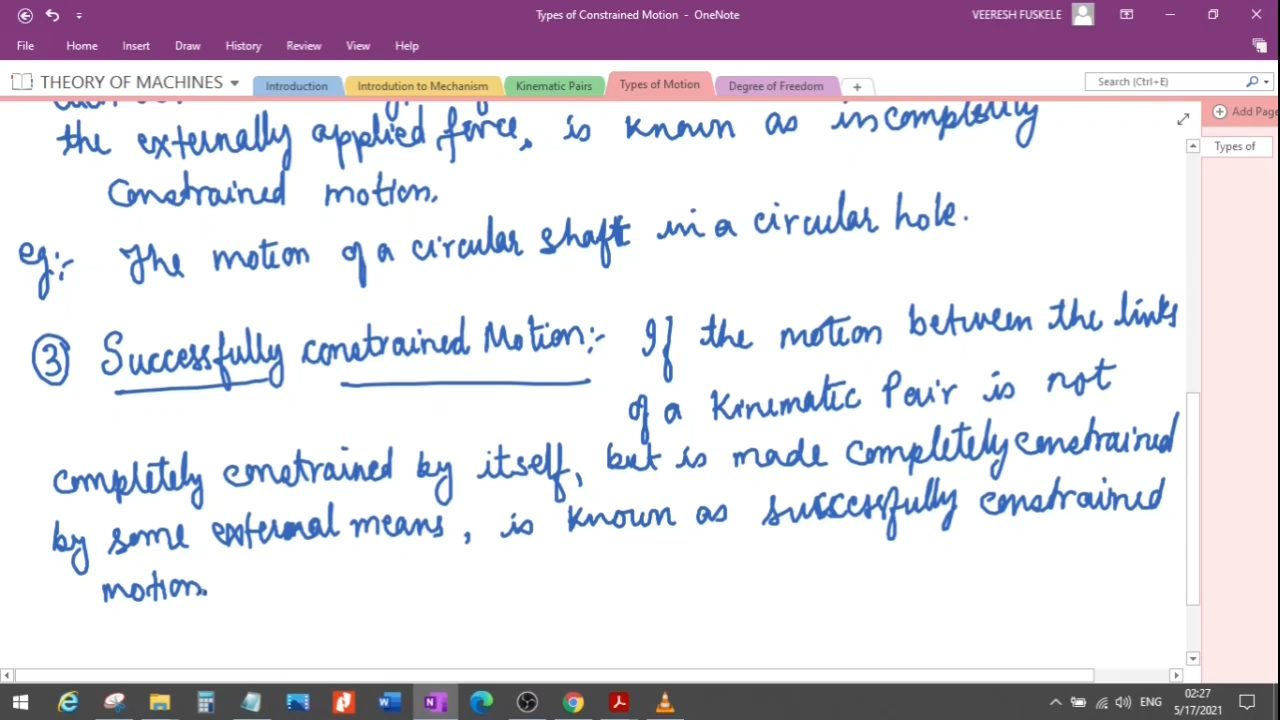 Types of Constrained Motion - OneNote
VEERESH FUSKELE
File Home Insert Draw History Review View Help
THEORY OF MACHINES
Introduction
Introdution to Mechanism
Kinematic Pairs
Types of Motion
Degree of Freedom
Search (Ctrl+E)
Add Page
Types of
the externally applied force, is known as incompletely
constrained motion.
eg:- The motion of a circular shaft in a circular hole.
③ Successfully constrained Motion:- If the motion between the links
of a Kinematic Pair is not
completely constrained by itself, but is made completely constrained
by some external means, is known as successfully constrained
motion.
ENG
02:27
5/17/2021